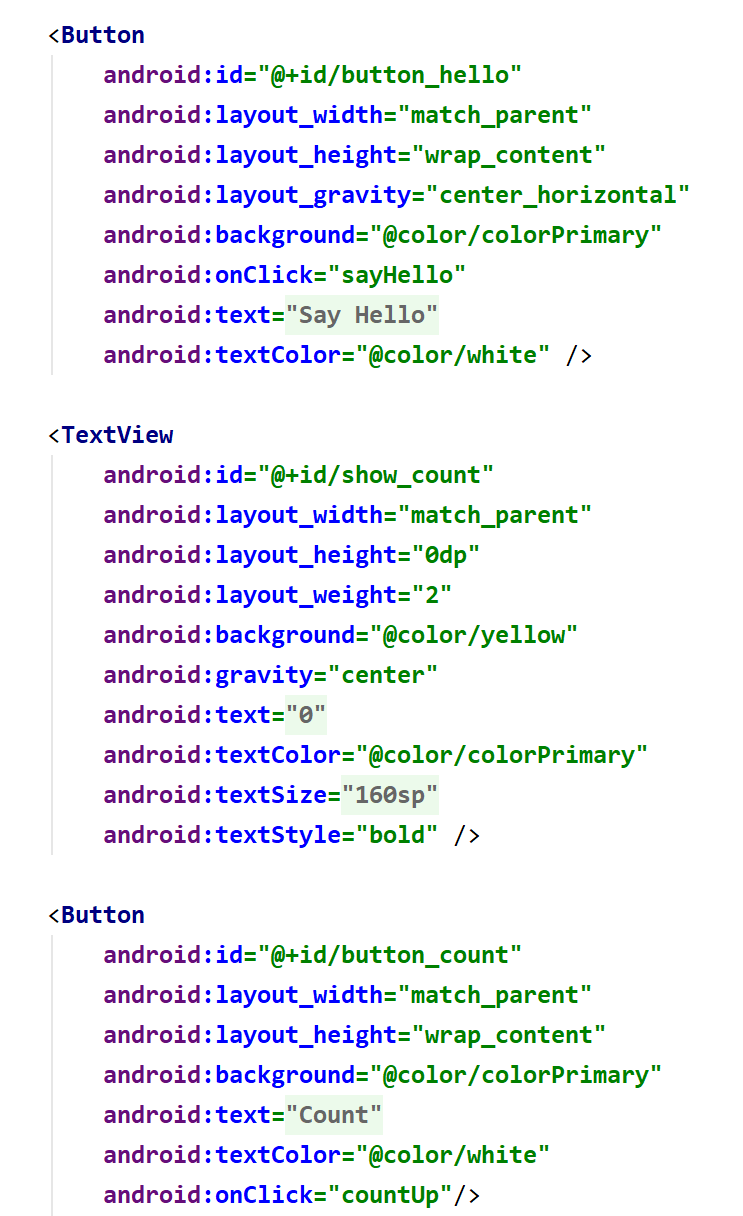 <Button
android:id="@+id/button_hello"
android:layout_width="match_parent"
android:layout_height="wrap_content"
android:layout_gravity="center_horizontal"
android:background="@color/colorPrimary"
android:onClick="sayHello"
android:text="Say Hello"
android:textColor="@color/white" />
<TextView
android:id="@+id/show_count"
android:layout_width="match_parent"
android:layout_height="0dp"
android:layout_weight="2"
android:background="@color/yellow"
android:gravity="center"
android:text="0"
android:textColor="@color/colorPrimary"
android:textSize="160sp"
android:textStyle="bold" />
<Button
android:id="@+id/button_count"
android:layout_width="match_parent"
android:layout_height="wrap_content"
android:background="@color/colorPrimary"
android:text="Count"
android:textColor="@color/white"
android:onClick="countUp"/>